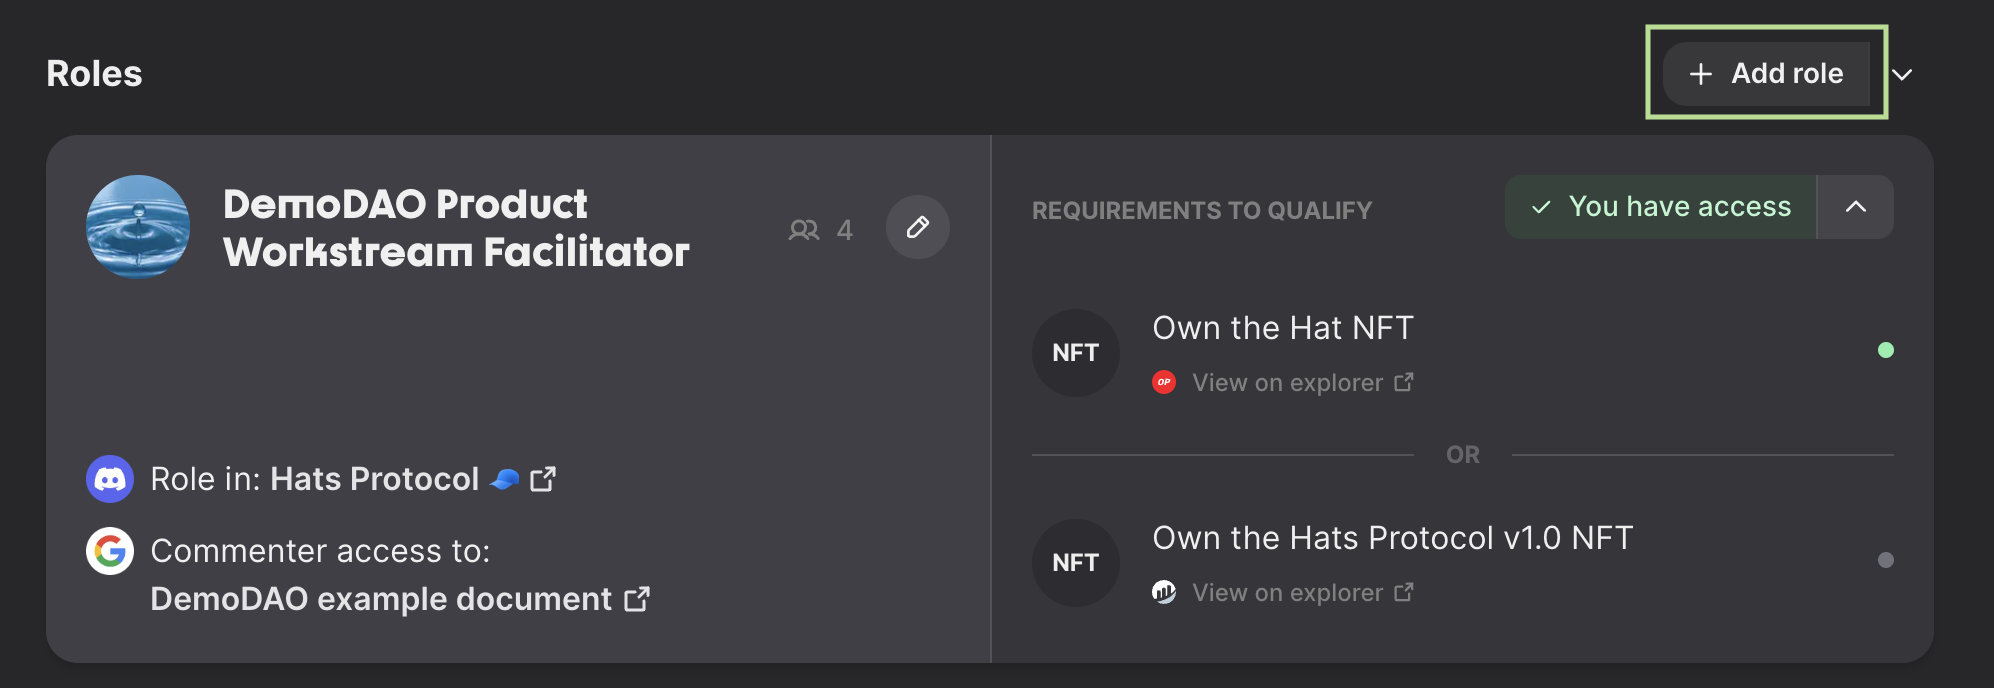 Roles
+ Add role
DemoDAO Product
Workstream Facilitator
4
REQUIREMENTS TO QUALIFY
You have access
NFT
Own the Hat NFT
OP
View on explorer
OR
NFT
Own the Hats Protocol v1.0 NFT
View on explorer
Role in: Hats Protocol 🧢
G
Commenter access to:
DemoDAO example document